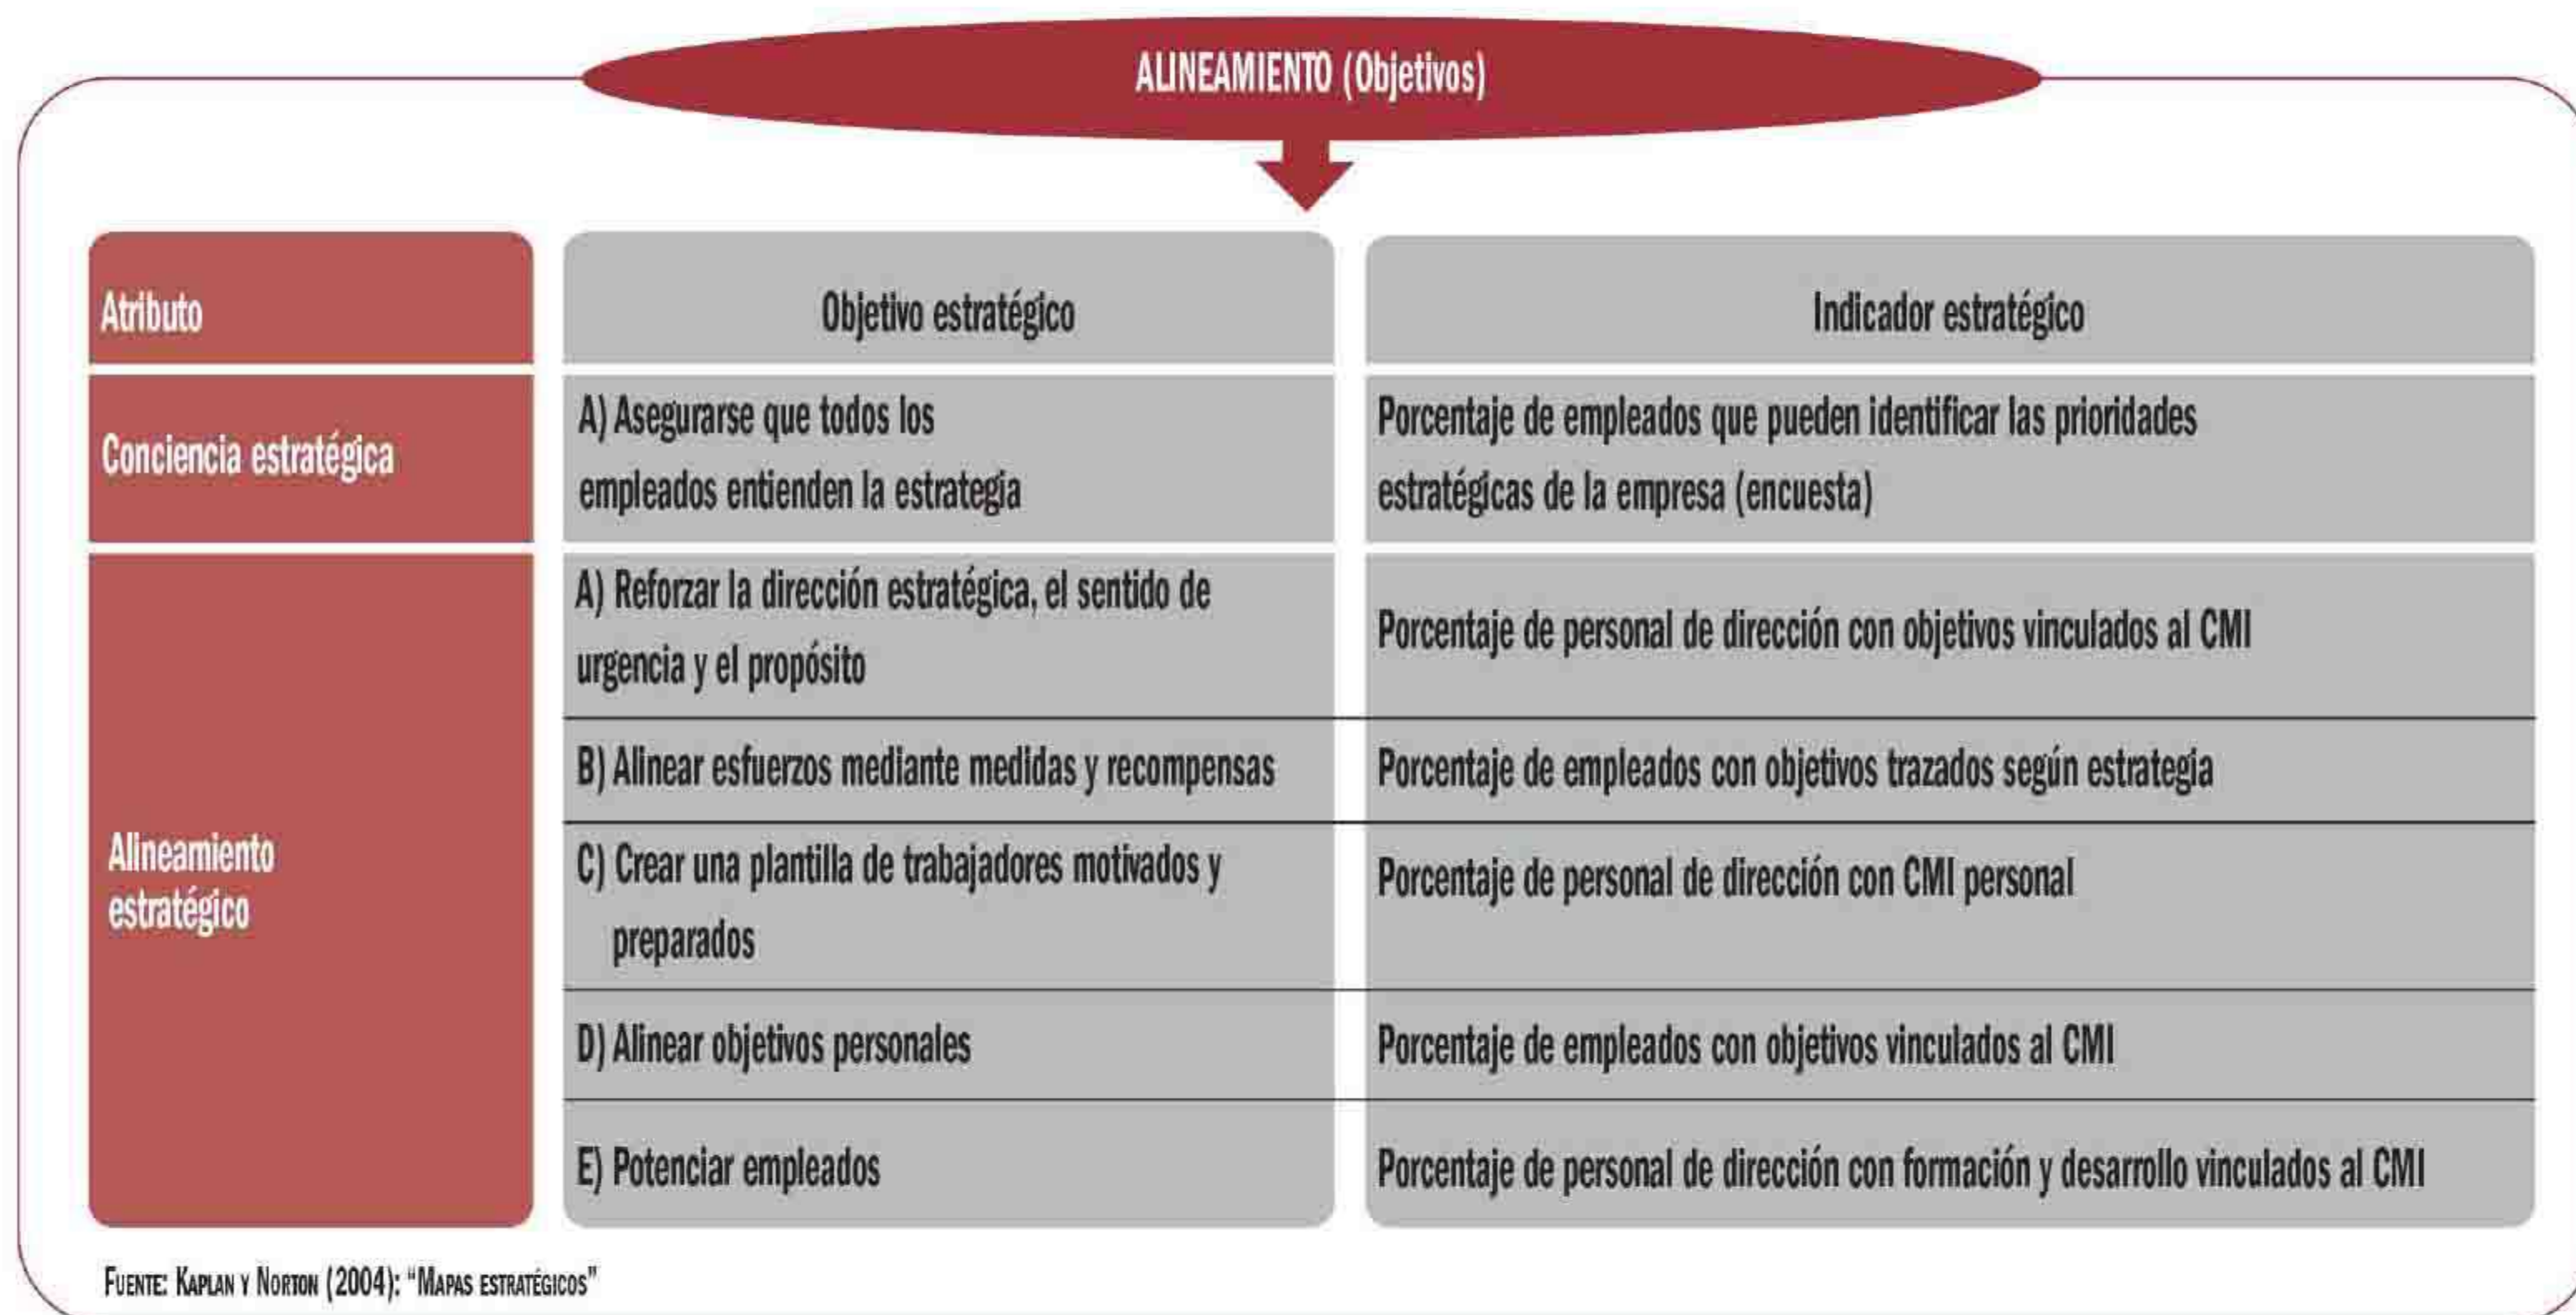 ALINEAMIENTO (Objetivos)
Atributo
Objetivo estratégico
Indicador estratégico
Conciencia estratégica
A) Asegurarse que todos los
empleados entienden la estrategia
Porcentaje de empleados que pueden identificar las prioridades
estratégicas de la empresa (encuesta)
Alineamiento
estratégico
A) Reforzar la dirección estratégica, el sentido de
urgencia y el propósito
Porcentaje de personal de dirección con objetivos vinculados al CMI
B) Alinear esfuerzos mediante medidas y recompensas
Porcentaje de empleados con objetivos trazados según estrategia
C) Crear una plantilla de trabajadores motivados y
preparados
Porcentaje de personal de dirección con CMI personal
D) Alinear objetivos personales
Porcentaje de empleados con objetivos vinculados al CMI
E) Potenciar empleados
Porcentaje de personal de dirección con formación y desarrollo vinculados al CMI
FUENTE: KAPLAN Y NORTON (2004): “MAPAS ESTRATÉGICOS”